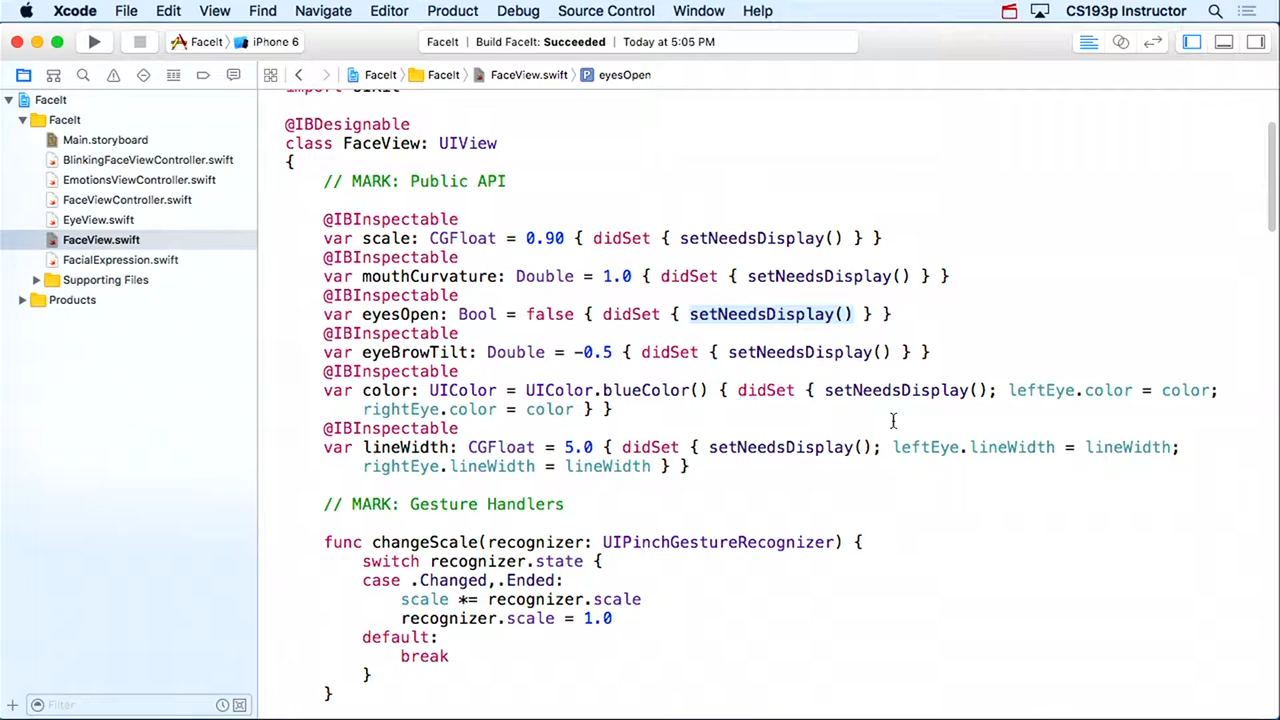 Xcode File Edit View Find Navigate Editor Product Debug Source Control Window Help CS193p Instructor
FaceIt iPhone 6 FaceIt Build FaceIt: Succeeded Today at 5:05 PM
FaceIt FaceIt FaceView.swift P eyesOpen
FaceIt
FaceIt
Main.storyboard
BlinkingFaceViewController.swift
EmotionsViewController.swift
FaceViewController.swift
EyeView.swift
FaceView.swift
FacialExpression.swift
Supporting Files
Products
Filter
import UIKit
@IBDesignable
class FaceView: UIView
{
// MARK: Public API
@IBInspectable
var scale: CGFloat = 0.90 { didSet { setNeedsDisplay() } }
@IBInspectable
var mouthCurvature: Double = 1.0 { didSet { setNeedsDisplay() } }
@IBInspectable
var eyesOpen: Bool = false { didSet { setNeedsDisplay() } }
@IBInspectable
var eyeBrowTilt: Double = -0.5 { didSet { setNeedsDisplay() } }
@IBInspectable
var color: UIColor = UIColor.blueColor() { didSet { setNeedsDisplay(); leftEye.color = color;
rightEye.color = color } }
@IBInspectable
var lineWidth: CGFloat = 5.0 { didSet { setNeedsDisplay(); leftEye.lineWidth = lineWidth;
rightEye.lineWidth = lineWidth } }
// MARK: Gesture Handlers
func changeScale(recognizer: UIPinchGestureRecognizer) {
switch recognizer.state {
case .Changed,.Ended:
scale *= recognizer.scale
recognizer.scale = 1.0
default:
break
}
}